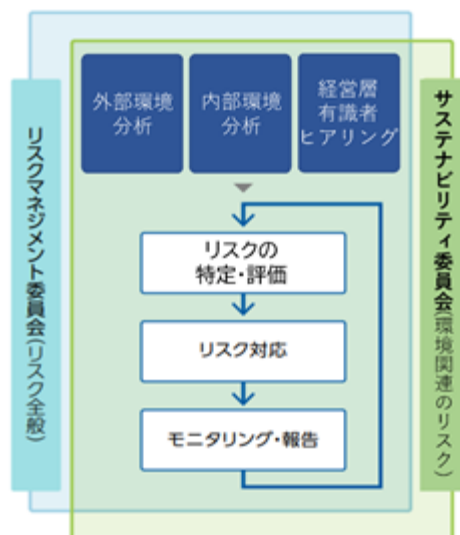 外部環境
分析
内部環境
分析
経営層
有識者
ヒアリング
リスクマネジメント委員会(リスク全般)
サステナビリティ委員会(環境関連のリスク)
リスクの
特定・評価
リスク対応
モニタリング・報告